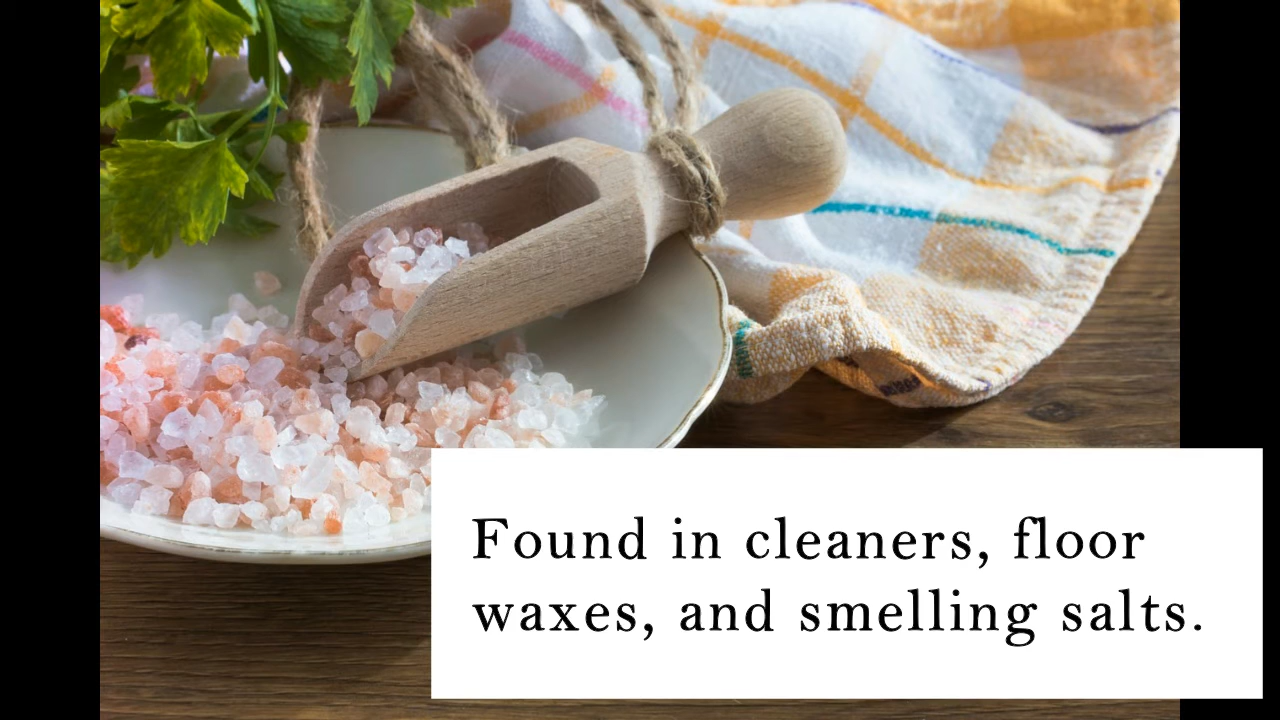 Found in cleaners, floor
waxes, and smelling salts.